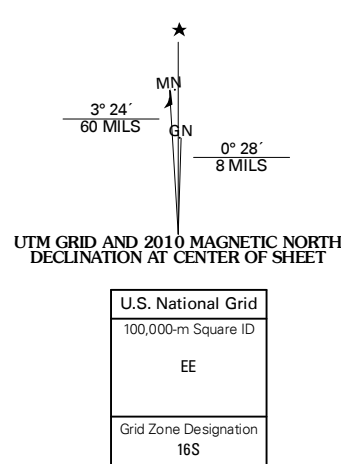 ★
MN
3° 24´
60 MILS
GN
0° 28´
8 MILS
UTM GRID AND 2010 MAGNETIC NORTH
DECLINATION AT CENTER OF SHEET
U.S. National Grid
100,000-m Square ID
EE
Grid Zone Designation
16S